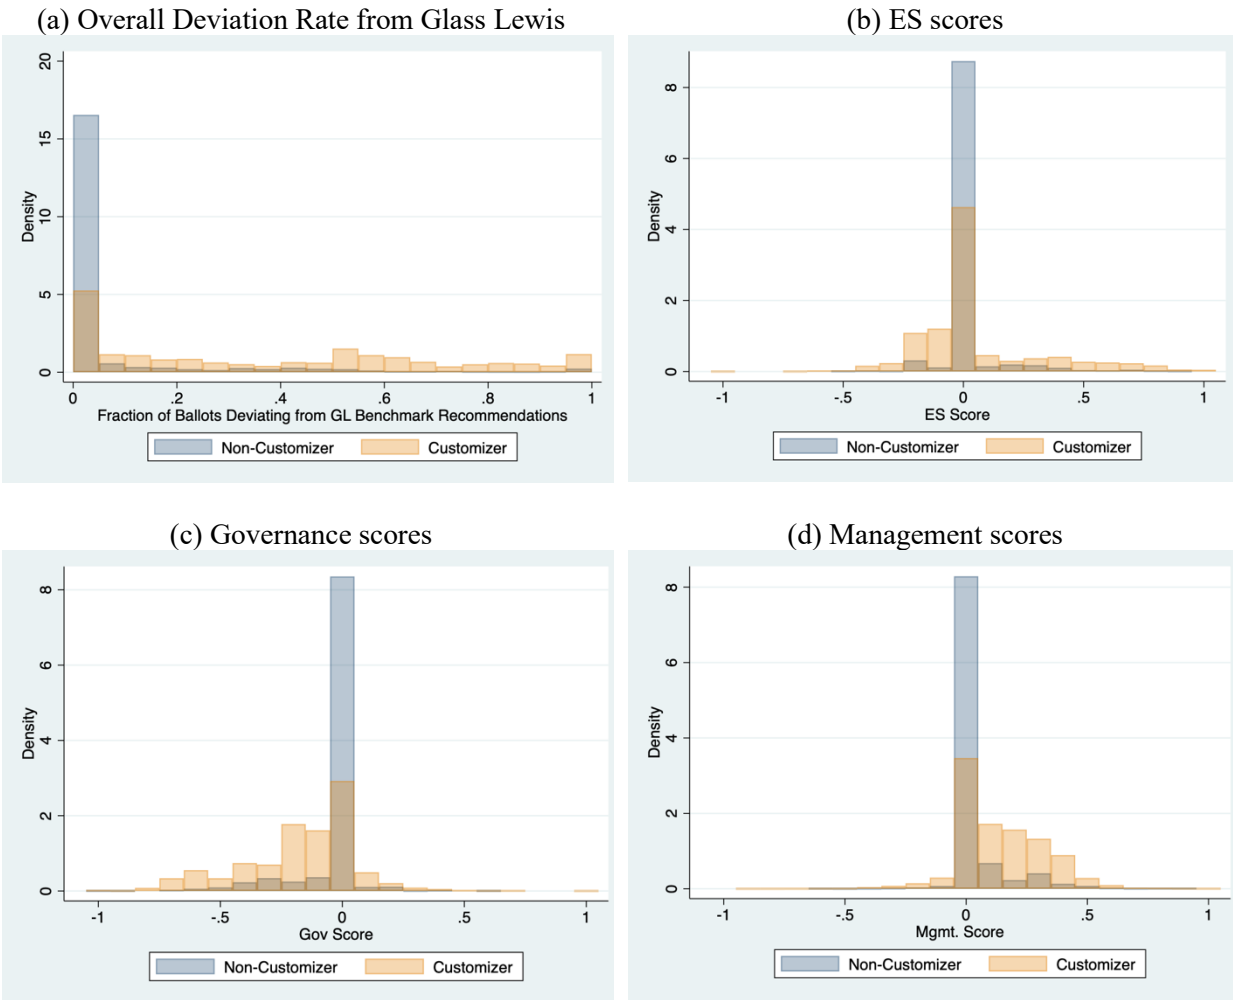 (a) Overall Deviation Rate from Glass Lewis
Density
20
15
10
5
0
0 .2 .4 .6 .8 1
Fraction of Ballots Deviating from GL Benchmark Recommendations
Non-Customizer Customizer
(b) ES scores
Density
8
6
4
2
0
-1 -.5 0 .5 1
ES Score
Non-Customizer Customizer
(c) Governance scores
Density
8
6
4
2
0
-1 -.5 0 .5 1
Gov Score
Non-Customizer Customizer
(d) Management scores
Density
8
6
4
2
0
-1 -.5 0 .5 1
Mgmt. Score
Non-Customizer Customizer